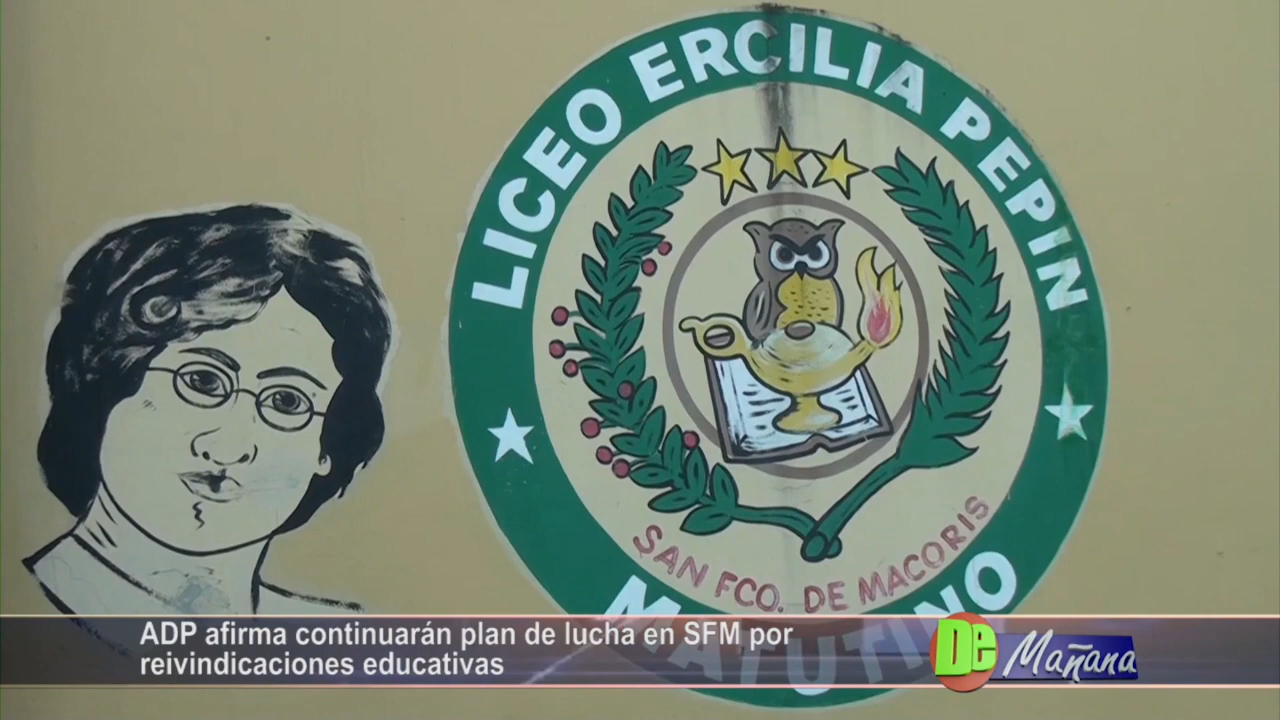 LICEO ERCILIA PEPIN
SAN FCO. DE MACORIS
MATUTINO
ADP afirma continuarán plan de lucha en SFM por
reivindicaciones educativas
De Mañana